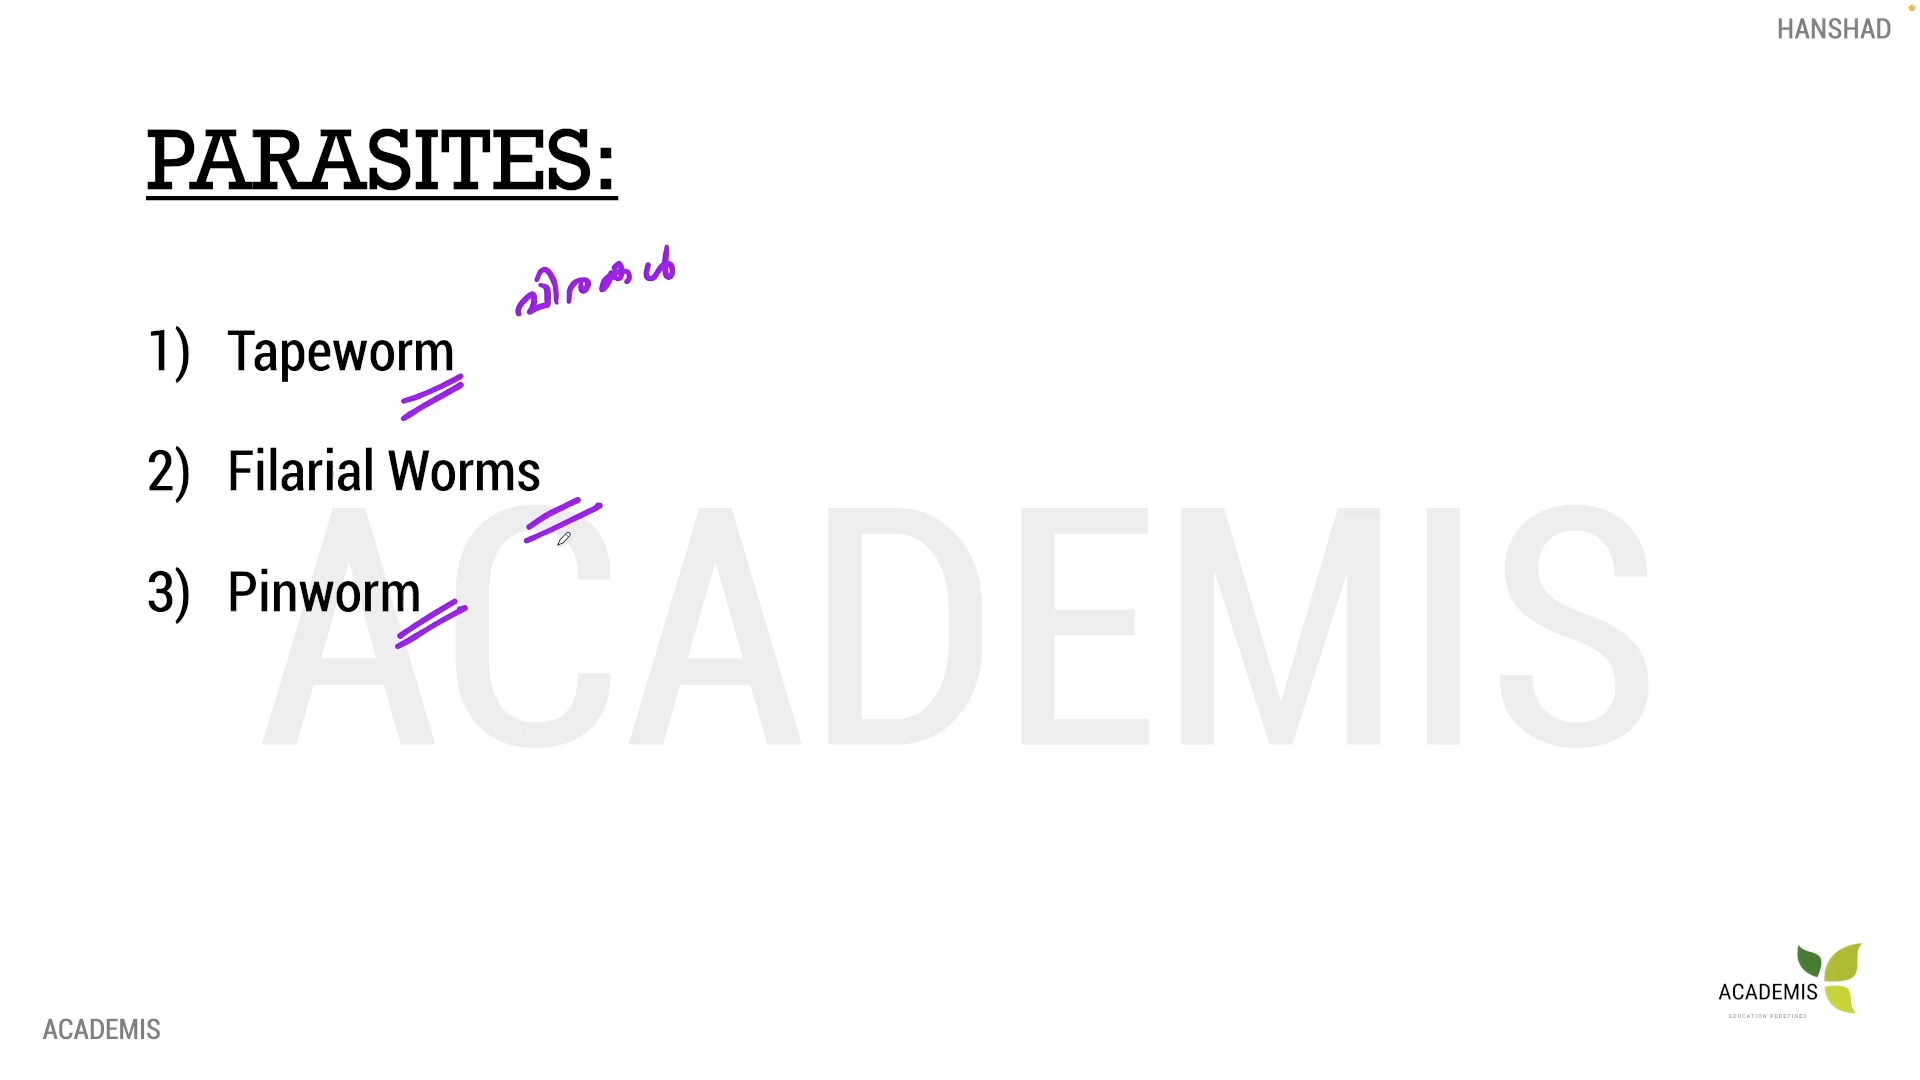 HANSHAD
PARASITES:
വിരകൾ
1) Tapeworm
2) Filarial Worms
3) Pinworm
ACADEMIS
ACADEMIS
EDUCATION REDEFINED
ACADEMIS